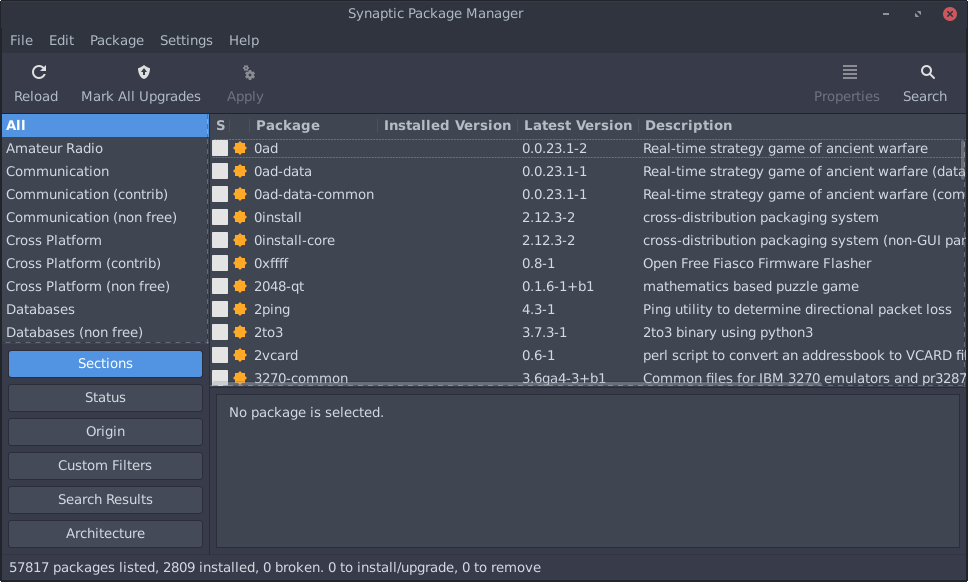 Synaptic Package Manager
File Edit Package Settings Help
Reload Mark All Upgrades Apply Properties Search
All
Amateur Radio
Communication
Communication (contrib)
Communication (non free)
Cross Platform
Cross Platform (contrib)
Cross Platform (non free)
Databases
Databases (non free)
Sections
Status
Origin
Custom Filters
Search Results
Architecture
S Package Installed Version Latest Version Description
0ad 0.0.23.1-2 Real-time strategy game of ancient warfare
0ad-data 0.0.23.1-1 Real-time strategy game of ancient warfare (data
0ad-data-common 0.0.23.1-1 Real-time strategy game of ancient warfare (com
0install 2.12.3-2 cross-distribution packaging system
0install-core 2.12.3-2 cross-distribution packaging system (non-GUI par
0xffff 0.8-1 Open Free Fiasco Firmware Flasher
2048-qt 0.1.6-1+b1 mathematics based puzzle game
2ping 4.3-1 Ping utility to determine directional packet loss
2to3 3.7.3-1 2to3 binary using python3
2vcard 0.6-1 perl script to convert an addressbook to VCARD fil
3270-common 3.6ga4-3+b1 Common files for IBM 3270 emulators and pr3287
No package is selected.
57817 packages listed, 2809 installed, 0 broken. 0 to install/upgrade, 0 to remove